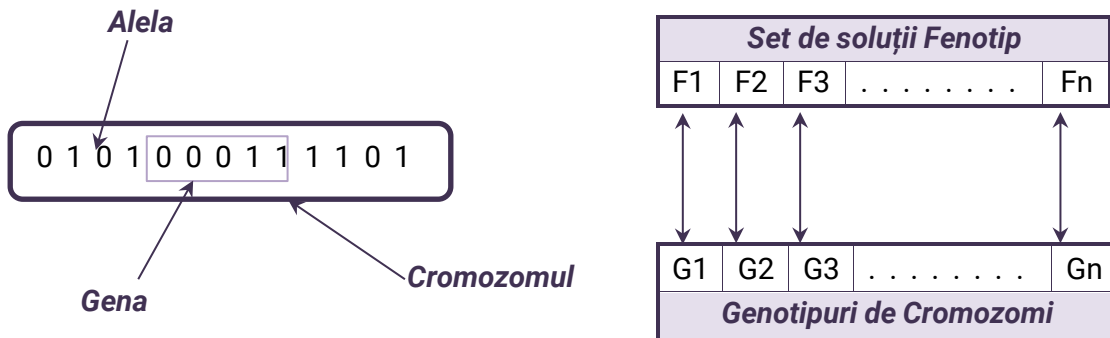 Alela
0 1 0 1 0 0 0 1 1 1 1 0 1
Gena
Cromozomul
Set de soluții Fenotip
F1 F2 F3 . . . . . . . . Fn
G1 G2 G3 . . . . . . . . Gn
Genotipuri de Cromozomi